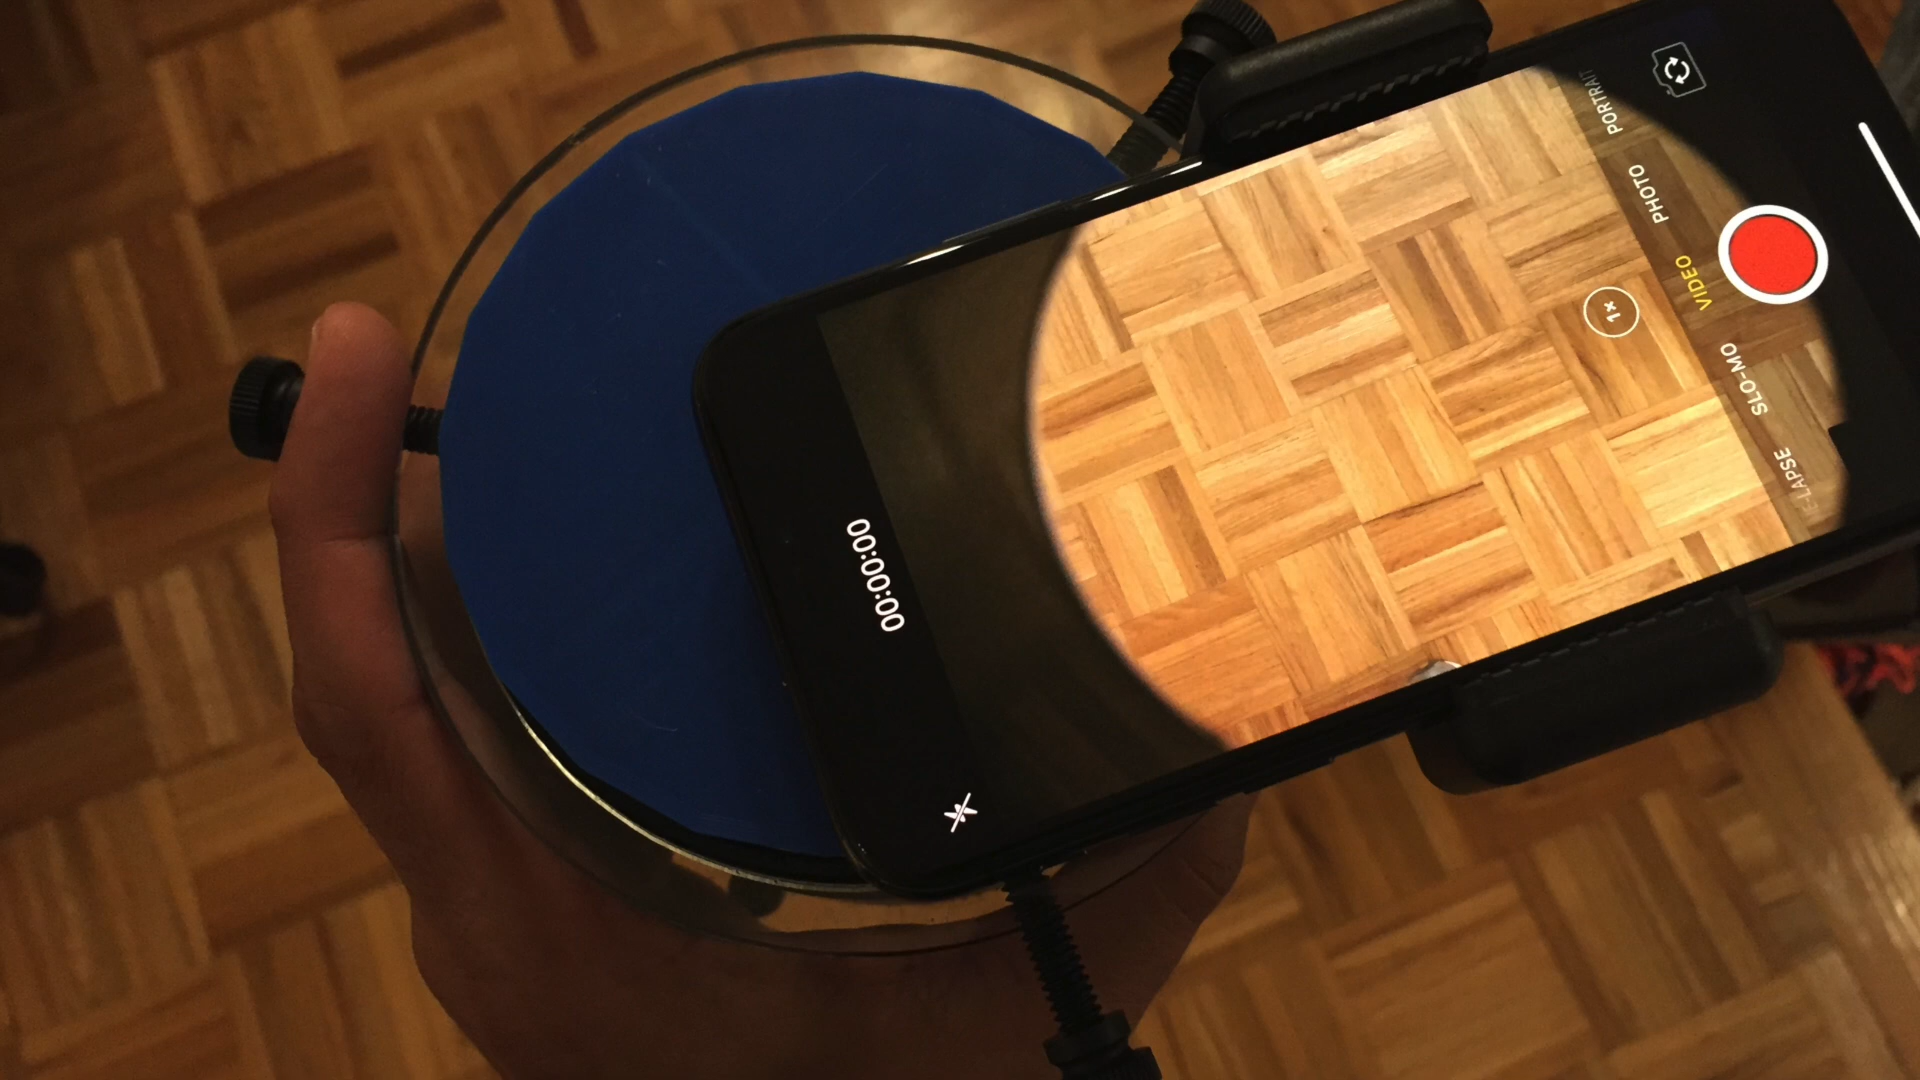 00:00:00
1×
E-LAPSE
SLO-MO
VIDEO
PHOTO
PORTRAIT